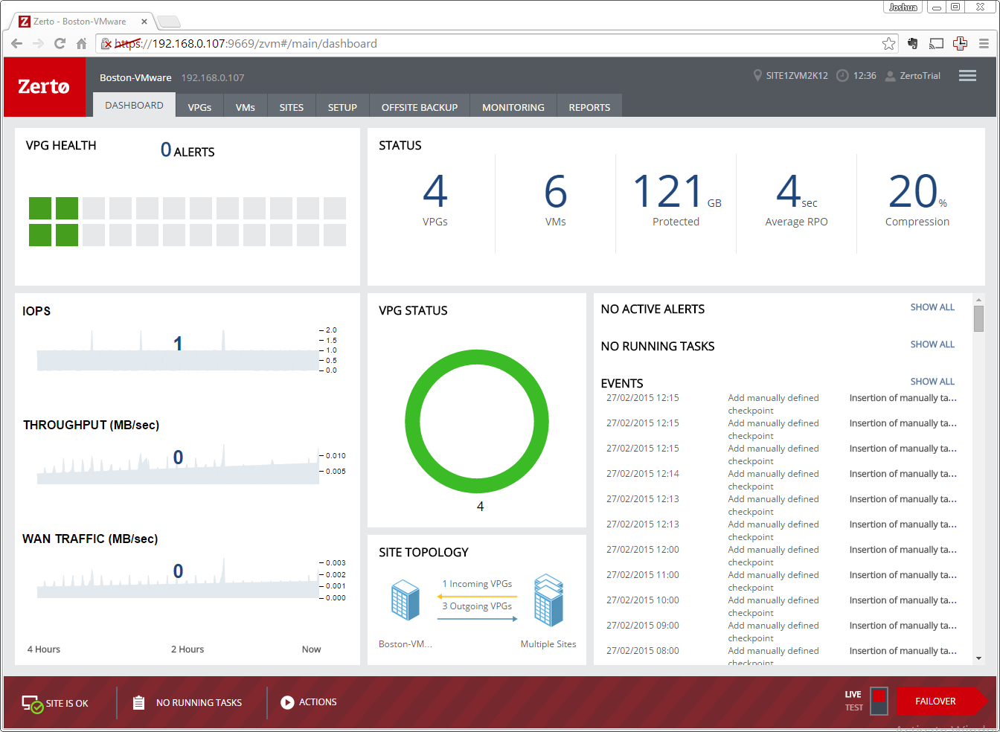 Joshua
Zerto - Boston-VMware
https://192.168.0.107:9669/zvm#/main/dashboard
Zerto
Boston-VMware 192.168.0.107
SITE1ZVM2K12 12:36 ZertoTrial
DASHBOARD VPGs VMs SITES SETUP OFFSITE BACKUP MONITORING REPORTS
VPG HEALTH
0 ALERTS
STATUS
4
VPGs
6
VMs
121 GB
Protected
4 sec
Average RPO
20 %
Compression
IOPS
1
2.0
1.5
1.0
0.5
0.0
THROUGHPUT (MB/sec)
0
0.010
0.005
WAN TRAFFIC (MB/sec)
0
0.003
0.002
0.001
0.000
4 Hours 2 Hours Now
VPG STATUS
4
SITE TOPOLOGY
1 Incoming VPGs
3 Outgoing VPGs
Boston-VM... Multiple Sites
NO ACTIVE ALERTS SHOW ALL
NO RUNNING TASKS SHOW ALL
EVENTS SHOW ALL
27/02/2015 12:15 Add manually defined Insertion of manually ta...
checkpoint
27/02/2015 12:15 Add manually defined Insertion of manually ta...
checkpoint
27/02/2015 12:15 Add manually defined Insertion of manually ta...
checkpoint
27/02/2015 12:14 Add manually defined Insertion of manually ta...
checkpoint
27/02/2015 12:13 Add manually defined Insertion of manually ta...
checkpoint
27/02/2015 12:13 Add manually defined Insertion of manually ta...
checkpoint
27/02/2015 12:00 Add manually defined Insertion of manually ta...
checkpoint
27/02/2015 11:00 Add manually defined Insertion of manually ta...
checkpoint
27/02/2015 10:00 Add manually defined Insertion of manually ta...
checkpoint
27/02/2015 09:00 Add manually defined Insertion of manually ta...
checkpoint
27/02/2015 08:00 Add manually defined Insertion of manually ta...
checkpoint
SITE IS OK NO RUNNING TASKS ACTIONS
LIVE
TEST
FAILOVER